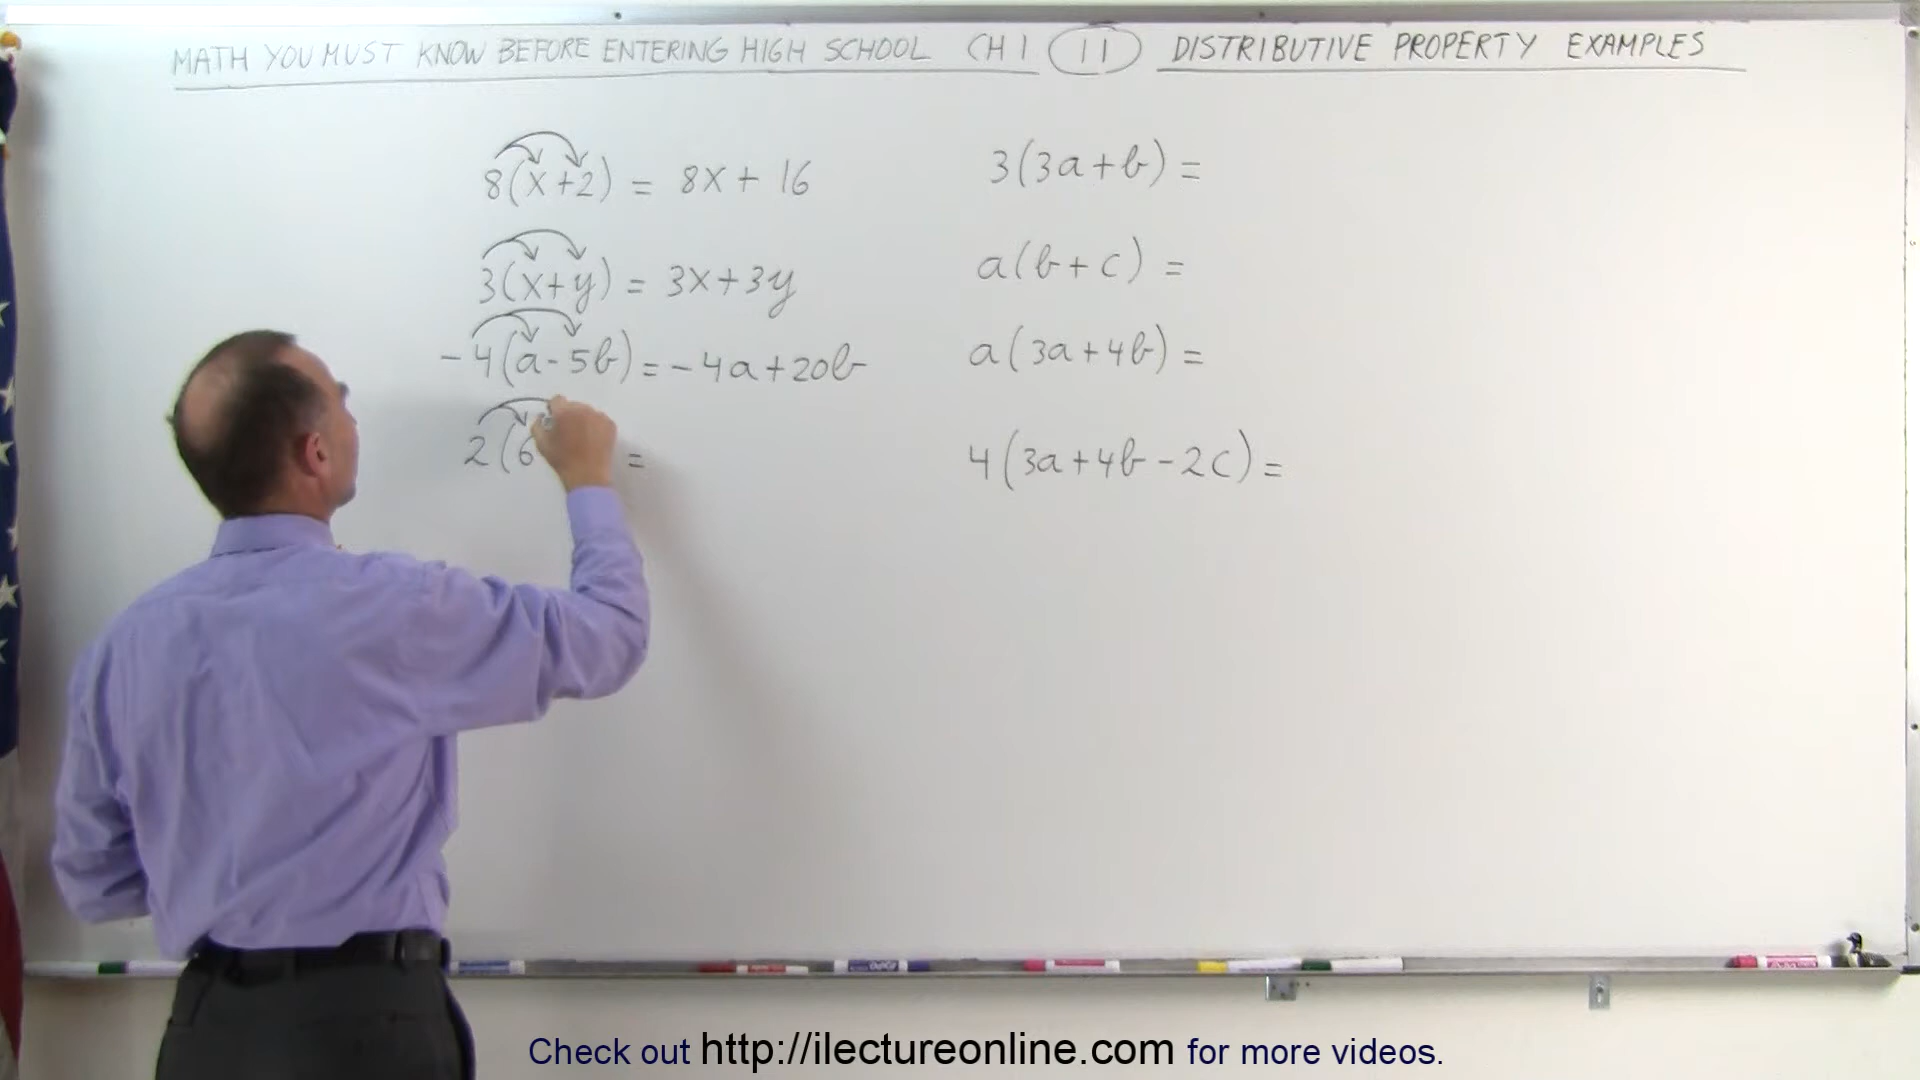 MATH YOU MUST KNOW BEFORE ENTERING HIGH SCHOOL CH 1 11 DISTRIBUTIVE PROPERTY EXAMPLES
8(x+2) = 8x + 16
3(x+y) = 3x+3y
-4(a-5b) = -4a+20b
2(6 =
3(3a+b) =
a(b+c) =
a(3a+4b) =
4(3a+4b-2c) =
Check out http://ilectureonline.com for more videos.